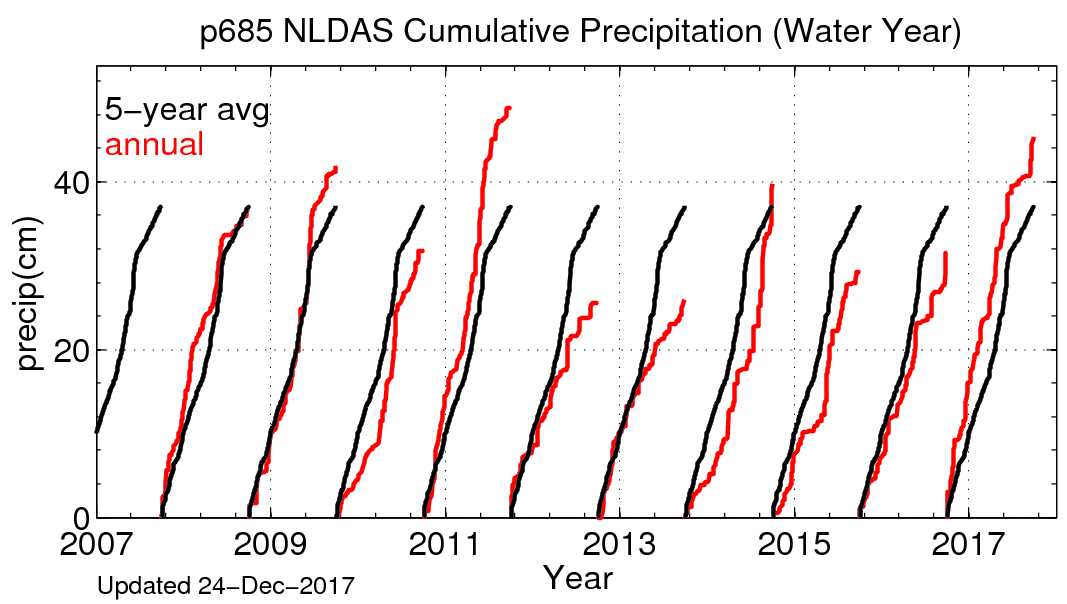 p685 NLDAS Cumulative Precipitation (Water Year)
5−year avg
annual
precip(cm)
40
20
0
2007 2009 2011 2013 2015 2017
Year
Updated 24−Dec−2017